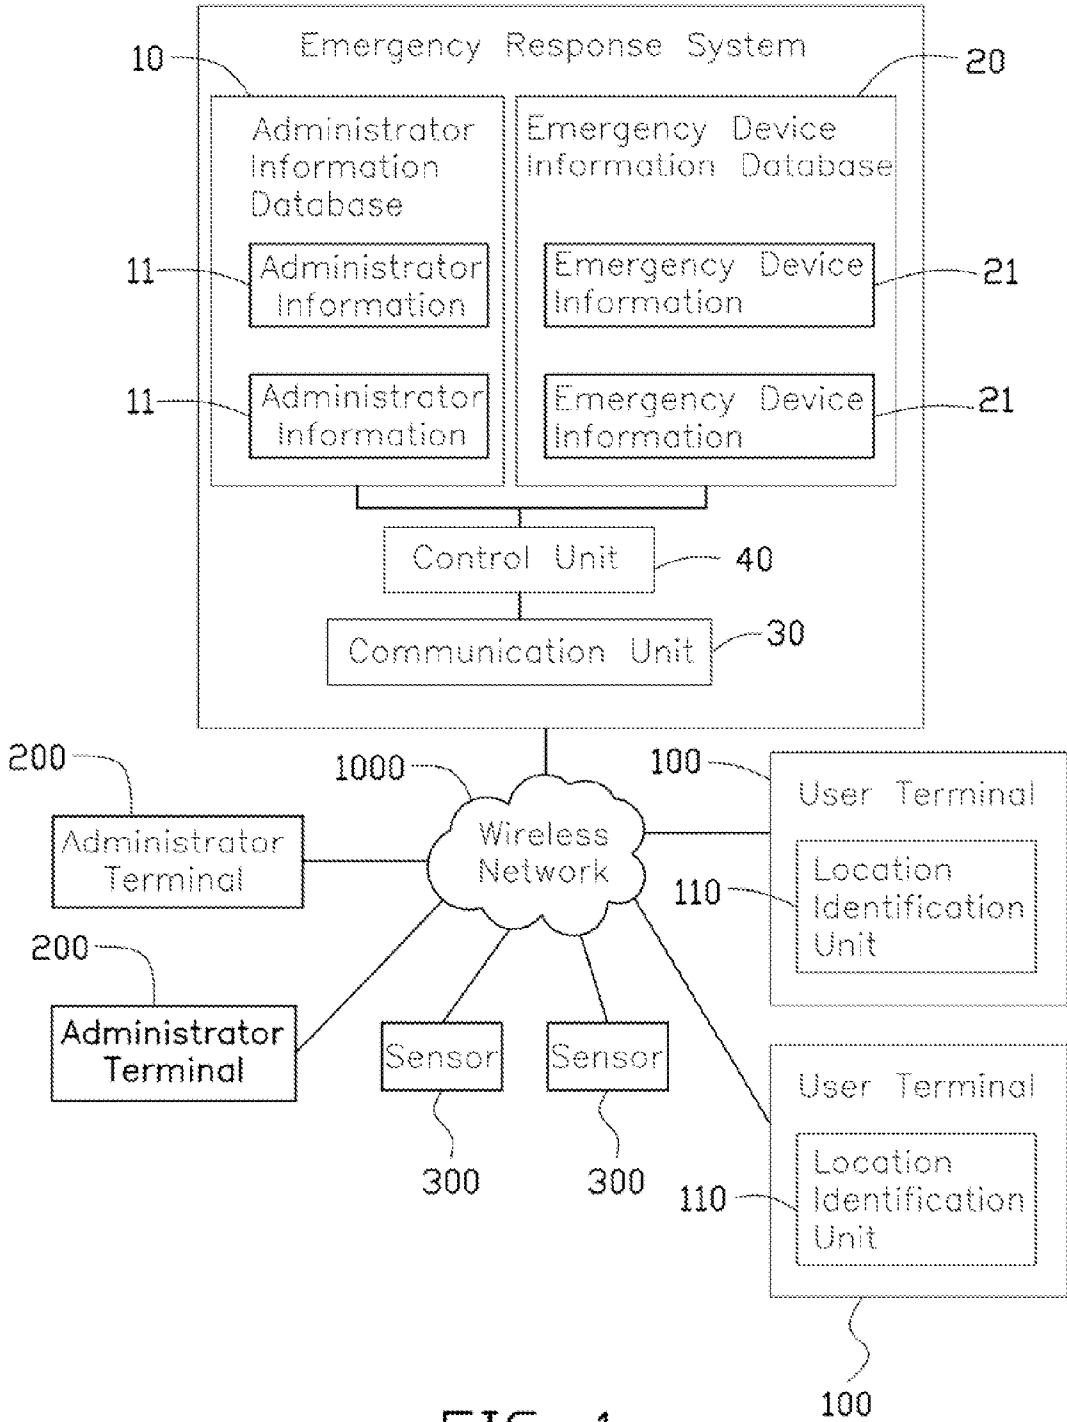 Emergency Response System
10
20
Administrator
Information
Database
Emergency Device
Information Database
11
Administrator
Information
Emergency Device
Information
21
11
Administrator
Information
Emergency Device
Information
21
Control Unit
40
Communication Unit
30
200
1000
100
User Terminal
Administrator
Terminal
Wireless
Network
110
Location
Identification
Unit
200
Administrator
Terminal
Sensor
Sensor
User Terminal
300
300
110
Location
Identification
Unit
100
FIG. 1